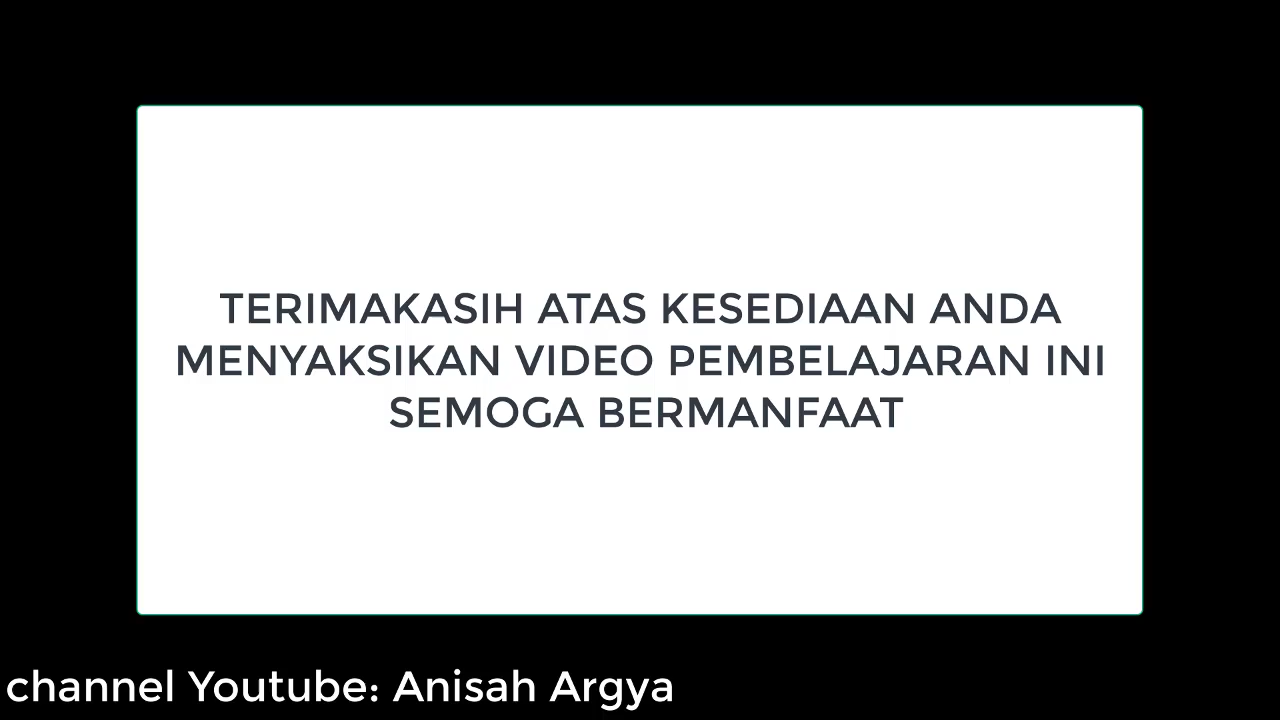 TERIMAKASIH ATAS KESEDIAAN ANDA
MENYAKSIKAN VIDEO PEMBELAJARAN INI
SEMOGA BERMANFAAT
channel Youtube: Anisah Argya